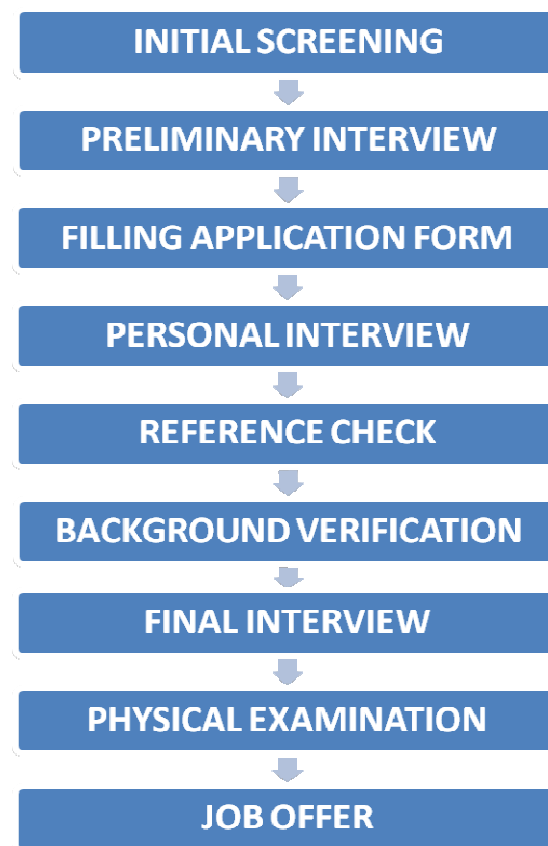 INITIAL SCREENING
PRELIMINARY INTERVIEW
FILLING APPLICATION FORM
PERSONAL INTERVIEW
REFERENCE CHECK
BACKGROUND VERIFICATION
FINAL INTERVIEW
PHYSICAL EXAMINATION
JOB OFFER